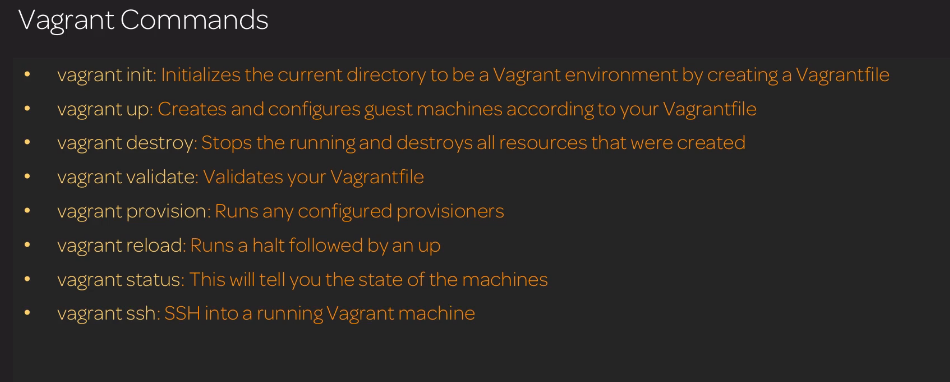 Vagrant Commands
• vagrant init: Initializes the current directory to be a Vagrant environment by creating a Vagrantfile
• vagrant up: Creates and configures guest machines according to your Vagrantfile
• vagrant destroy: Stops the running and destroys all resources that were created
• vagrant validate: Validates your Vagrantfile
• vagrant provision: Runs any configured provisioners
• vagrant reload: Runs a halt followed by an up
• vagrant status: This will tell you the state of the machines
• vagrant ssh: SSH into a running Vagrant machine